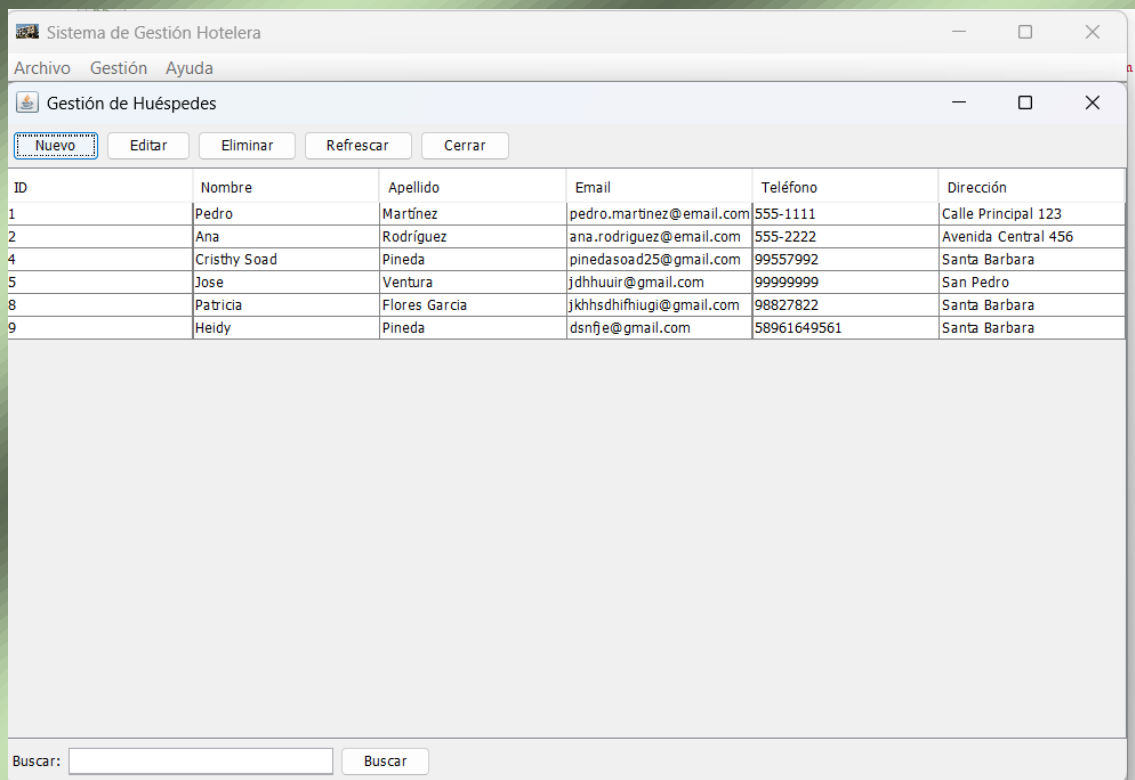 Sistema de Gestión Hotelera
Archivo Gestión Ayuda
Gestión de Huéspedes
Nuevo Editar Eliminar Refrescar Cerrar
ID Nombre Apellido Email Teléfono Dirección
1 Pedro Martínez pedro.martinez@email.com 555-1111 Calle Principal 123
2 Ana Rodríguez ana.rodriguez@email.com 555-2222 Avenida Central 456
4 Cristhy Soad Pineda pinedasoad25@gmail.com 99557992 Santa Barbara
5 Jose Ventura jdhhuuir@gmail.com 99999999 San Pedro
8 Patricia Flores Garcia jkhhsdhifhiugi@gmail.com 98827822 Santa Barbara
9 Heidy Pineda dsnfje@gmail.com 58961649561 Santa Barbara
Buscar: Buscar